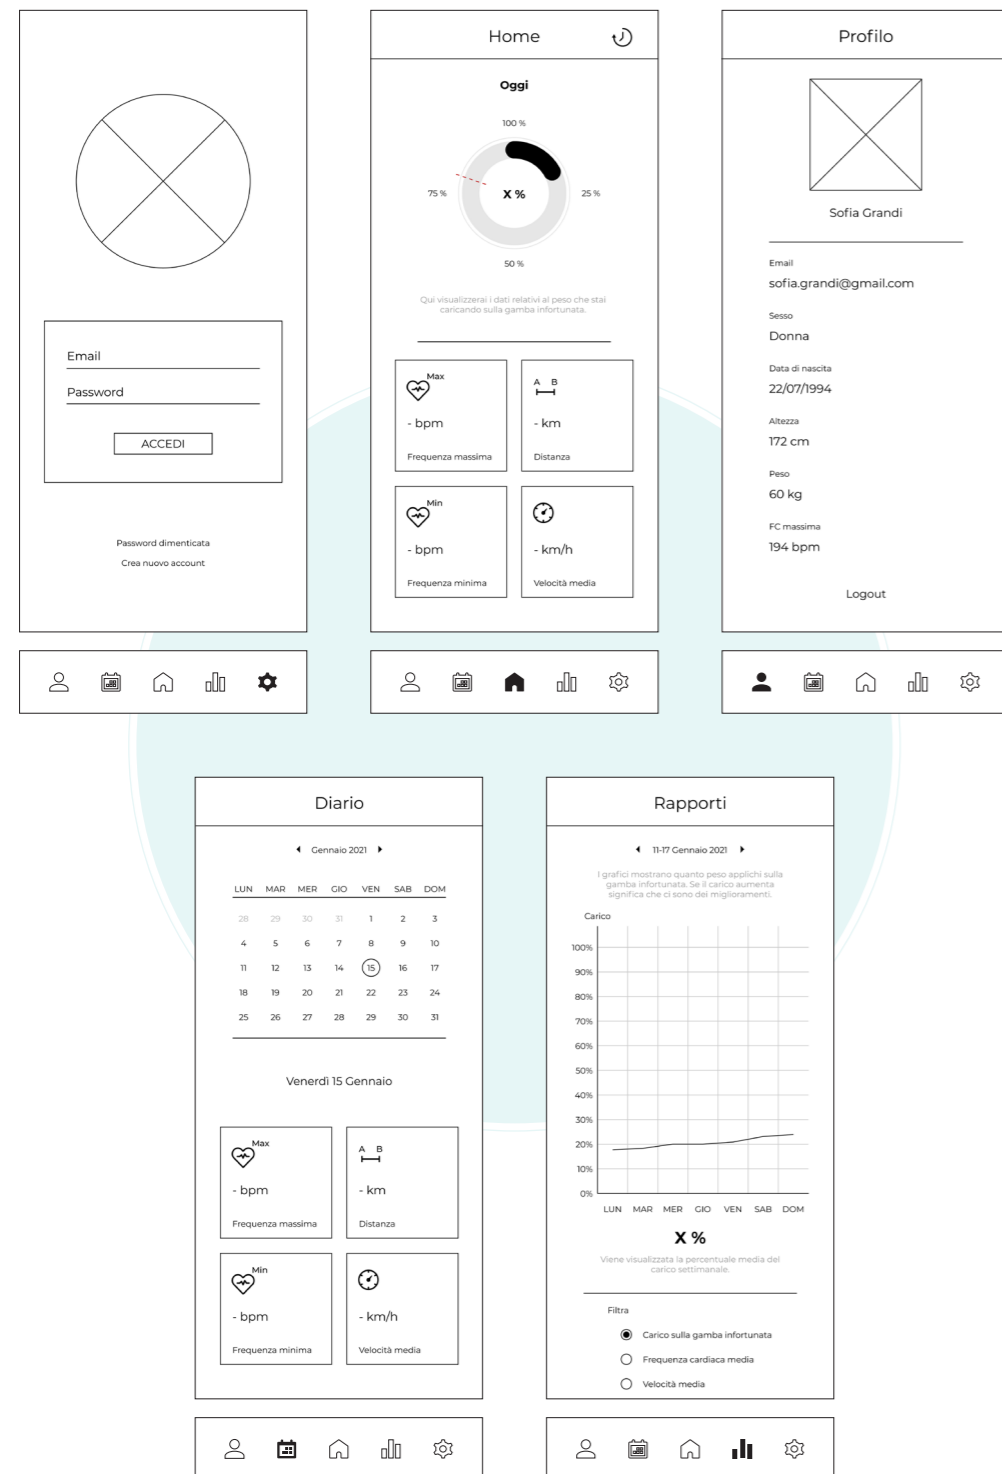 Email
Password
ACCEDI
Password dimenticata
Crea nuovo account
Home
Oggi
100 %
75 %
X %
25 %
50 %
Qui visualizzerai i dati relativi al peso che stai
caricando sulla gamba infortunata.
Max
- bpm
Frequenza massima
A B
- km
Distanza
Min
- bpm
Frequenza minima
- km/h
Velocità media
Profilo
Sofia Grandi
Email
sofia.grandi@gmail.com
Sesso
Donna
Data di nascita
22/07/1994
Altezza
172 cm
Peso
60 kg
FC massima
194 bpm
Logout
Diario
Gennaio 2021
LUN MAR MER GIO VEN SAB DOM
28 29 30 31 1 2 3
4 5 6 7 8 9 10
11 12 13 14 15 16 17
18 19 20 21 22 23 24
25 26 27 28 29 30 31
Venerdì 15 Gennaio
Max
- bpm
Frequenza massima
A B
- km
Distanza
Min
- bpm
Frequenza minima
- km/h
Velocità media
Rapporti
11-17 Gennaio 2021
I grafici mostrano quanto peso applichi sulla
gamba infortunata. Se il carico aumenta
significa che ci sono dei miglioramenti.
Carico
100%
90%
80%
70%
60%
50%
40%
30%
20%
10%
0%
LUN MAR MER GIO VEN SAB DOM
X %
Viene visualizzata la percentuale media del
carico settimanale.
Filtra
Carico sulla gamba infortunata
Frequenza cardiaca media
Velocità media